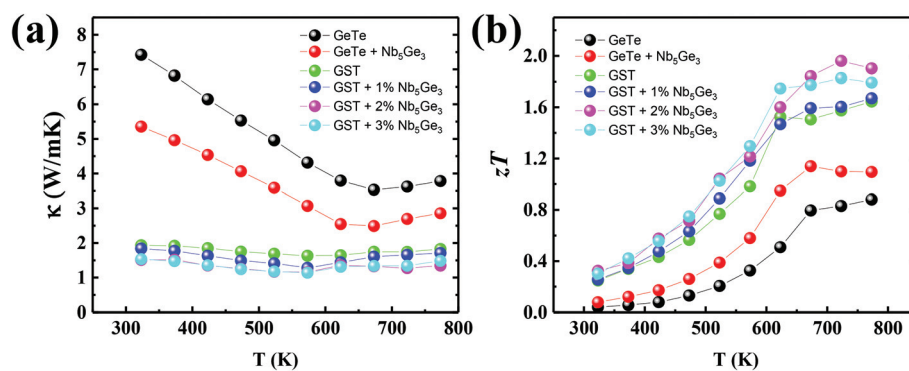 (a)
κ (W/mK)
8
7
6
5
4
3
2
1
0
GeTe
GeTe + Nb₅Ge₃
GST
GST + 1% Nb₅Ge₃
GST + 2% Nb₅Ge₃
GST + 3% Nb₅Ge₃
300 400 500 600 700 800
T (K)
(b)
zT
2.0
1.6
1.2
0.8
0.4
0.0
GeTe
GeTe + Nb₅Ge₃
GST
GST + 1% Nb₅Ge₃
GST + 2% Nb₅Ge₃
GST + 3% Nb₅Ge₃
300 400 500 600 700 800
T (K)